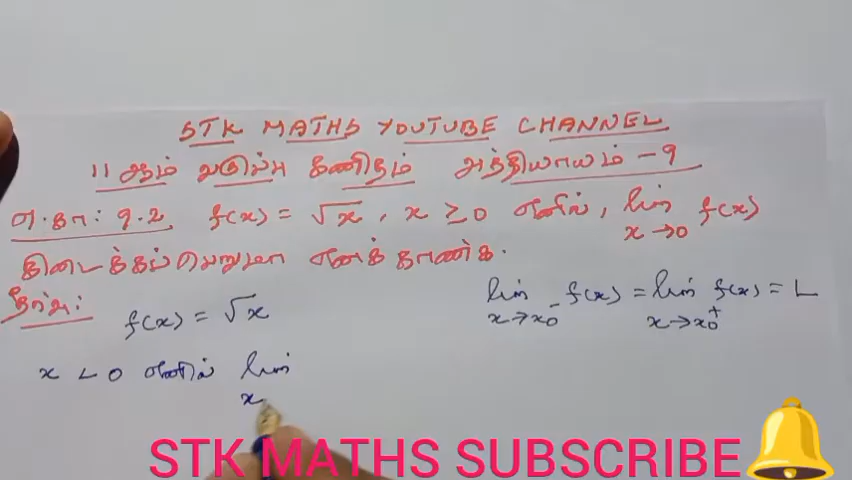 STK MATHS YOUTUBE CHANNEL
11 ஆம் வகுப்பு கணிதம் அத்தியாயம் - 9
எ.கா: 9.2 f(x) = √x, x ≥ 0 எனில், lim x→0 f(x)
கிடைக்கப்பெறுமா எனக் காண்க.
தீர்வு:
f(x) = √x
lim x→x₀⁻ f(x) = lim x→x₀⁺ f(x) = L
x < 0 எனில் lim x
STK MATHS SUBSCRIBE